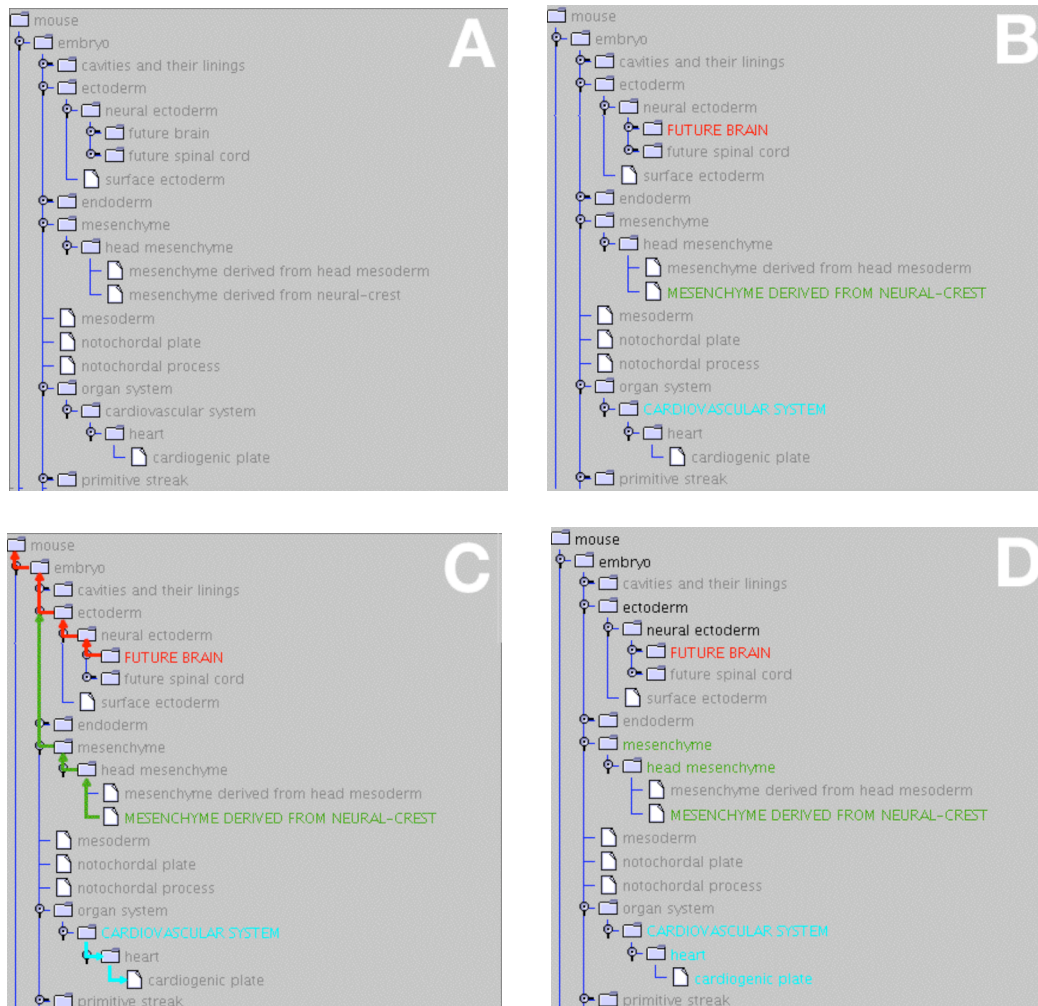 A
mouse
embryo
cavities and their linings
ectoderm
neural ectoderm
future brain
future spinal cord
surface ectoderm
endoderm
mesenchyme
head mesenchyme
mesenchyme derived from head mesoderm
mesenchyme derived from neural-crest
mesoderm
notochordal plate
notochordal process
organ system
cardiovascular system
heart
cardiogenic plate
primitive streak
B
mouse
embryo
cavities and their linings
ectoderm
neural ectoderm
FUTURE BRAIN
future spinal cord
surface ectoderm
endoderm
mesenchyme
head mesenchyme
mesenchyme derived from head mesoderm
MESENCHYME DERIVED FROM NEURAL-CREST
mesoderm
notochordal plate
notochordal process
organ system
CARDIOVASCULAR SYSTEM
heart
cardiogenic plate
primitive streak
C
mouse
embryo
cavities and their linings
ectoderm
neural ectoderm
FUTURE BRAIN
future spinal cord
surface ectoderm
endoderm
mesenchyme
head mesenchyme
mesenchyme derived from head mesoderm
MESENCHYME DERIVED FROM NEURAL-CREST
mesoderm
notochordal plate
notochordal process
organ system
CARDIOVASCULAR SYSTEM
heart
cardiogenic plate
primitive streak
D
mouse
embryo
cavities and their linings
ectoderm
neural ectoderm
FUTURE BRAIN
future spinal cord
surface ectoderm
endoderm
mesenchyme
head mesenchyme
mesenchyme derived from head mesoderm
MESENCHYME DERIVED FROM NEURAL-CREST
mesoderm
notochordal plate
notochordal process
organ system
CARDIOVASCULAR SYSTEM
heart
cardiogenic plate
primitive streak